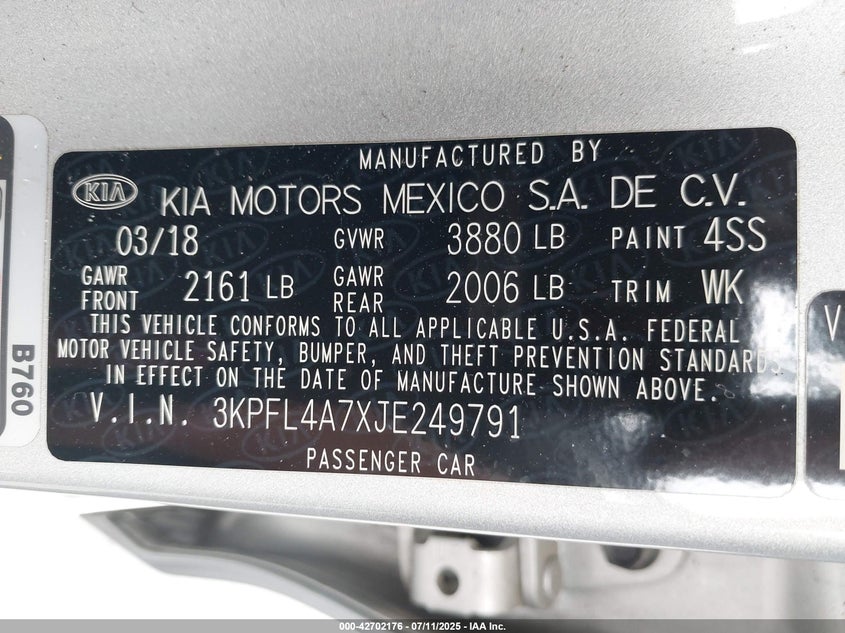 MANUFACTURED BY
KIA KIA MOTORS MEXICO S.A. DE C.V.
03/18 GVWR 3880 LB PAINT 4SS
GAWR FRONT 2161 LB GAWR REAR 2006 LB TRIM WK
THIS VEHICLE CONFORMS TO ALL APPLICABLE U.S.A. FEDERAL
MOTOR VEHICLE SAFETY, BUMPER, AND THEFT PREVENTION STANDARDS
IN EFFECT ON THE DATE OF MANUFACTURE SHOWN ABOVE.
V.I.N. 3KPFL4A7XJE249791
PASSENGER CAR
B760
V
000-42702176 - 07/11/2025 - IAA Inc.